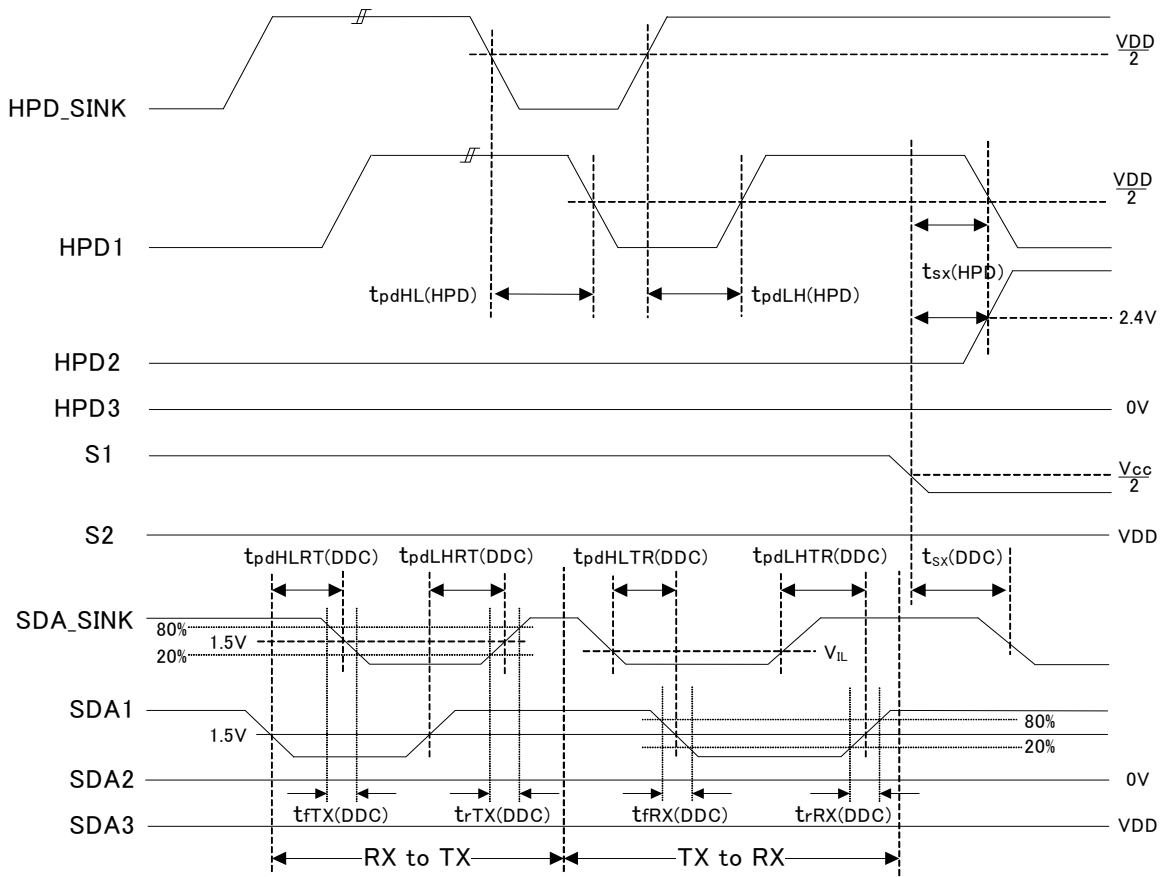 VDD
2
HPD_SINK
VDD
2
HPD1
tsx(HPD)
tpdHL(HPD)
tpdLH(HPD)
2.4V
HPD2
HPD3
0V
S1
Vcc
2
S2
VDD
tpdHLRT(DDC)
tpdLHRT(DDC)
tpdHLTR(DDC)
tpdLHTR(DDC)
tsx(DDC)
SDA_SINK
80%
1.5V
20%
VIL
SDA1
80%
1.5V
20%
SDA2
0V
tfTX(DDC)
trTX(DDC)
tfRX(DDC)
trRX(DDC)
SDA3
VDD
RX to TX
TX to RX